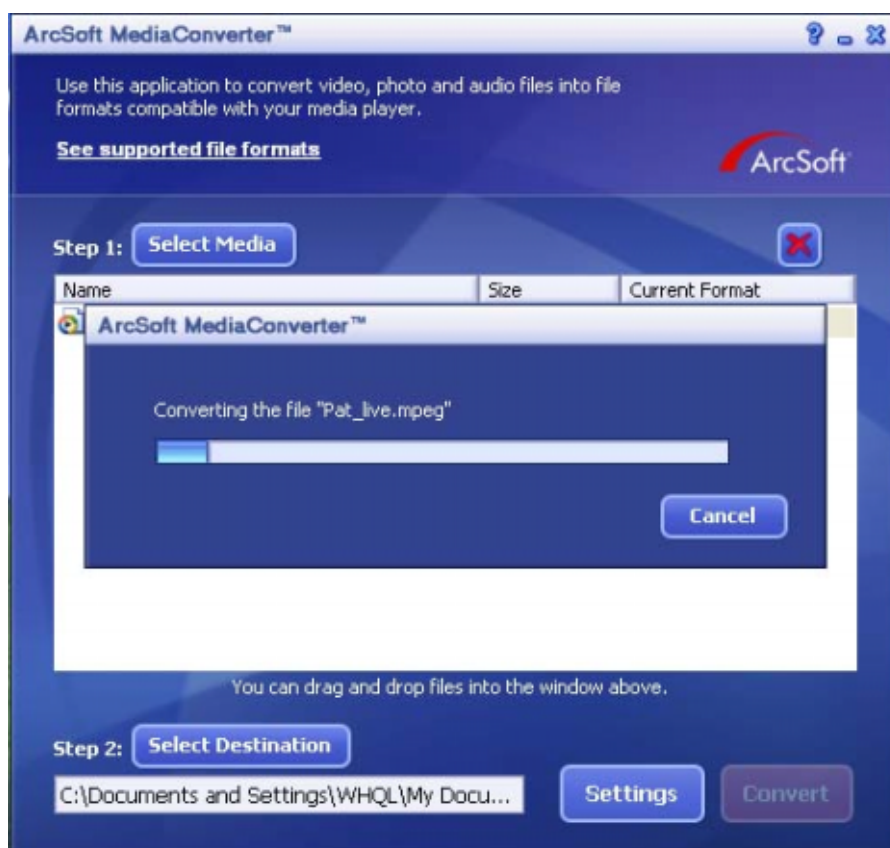 ArcSoft MediaConverter™
Use this application to convert video, photo and audio files into file
formats compatible with your media player.
See supported file formats
ArcSoft
Step 1: Select Media
Name Size Current Format
ArcSoft MediaConverter™
Converting the file "Pat_live.mpeg"
Cancel
You can drag and drop files into the window above.
Step 2: Select Destination
C:\Documents and Settings\WHQL\My Docu... Settings Convert